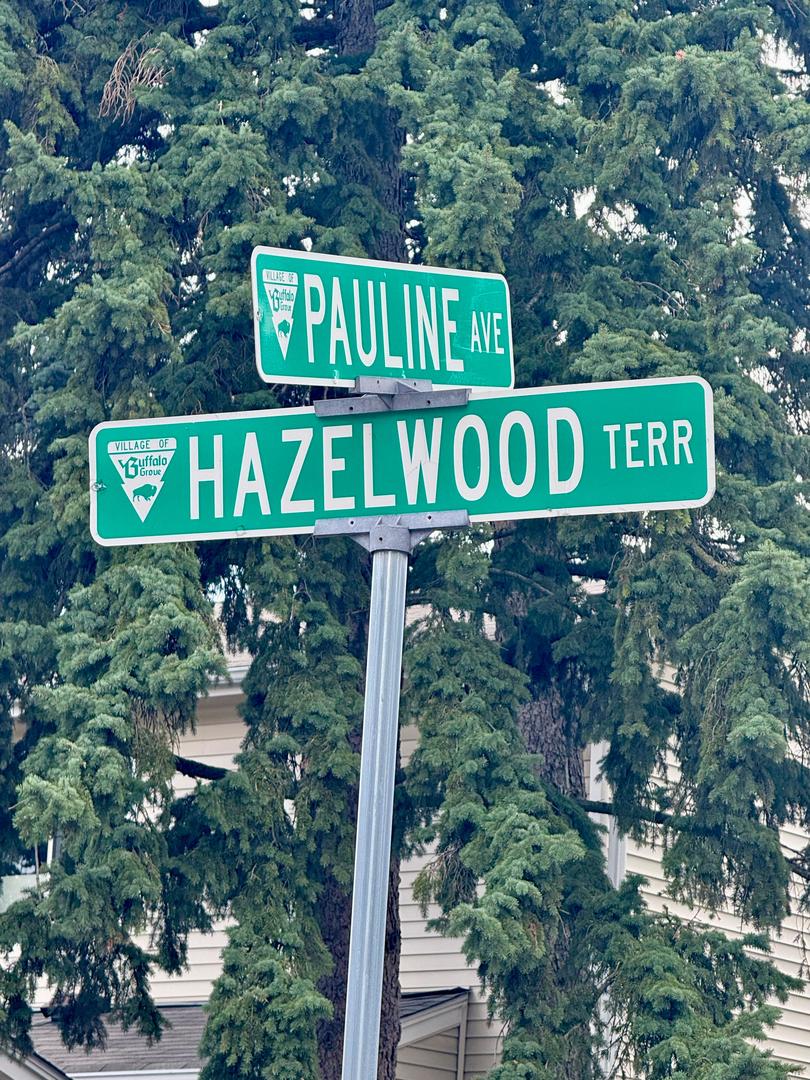 VILLAGE OF
Buffalo
Grove
PAULINE AVE
VILLAGE OF
Buffalo
Grove
HAZELWOOD TERR